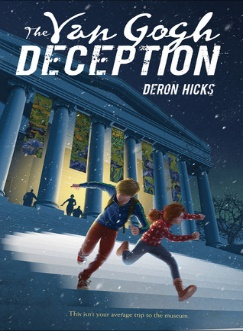 The Van Gogh
DECEPTION
DERON HICKS
This isn't your average trip to the museum.